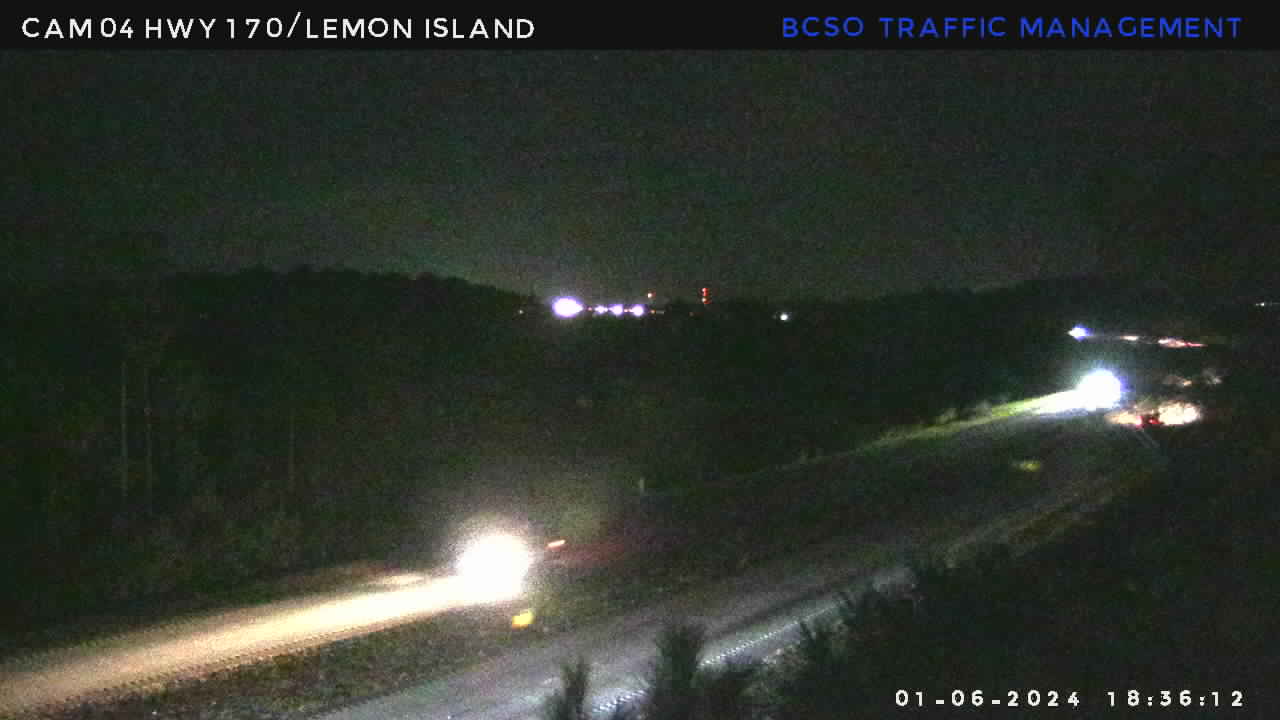 CAM04 HWY 170/LEMON ISLAND
BCSO TRAFFIC MANAGEMENT
01-06-2024 18:36:12